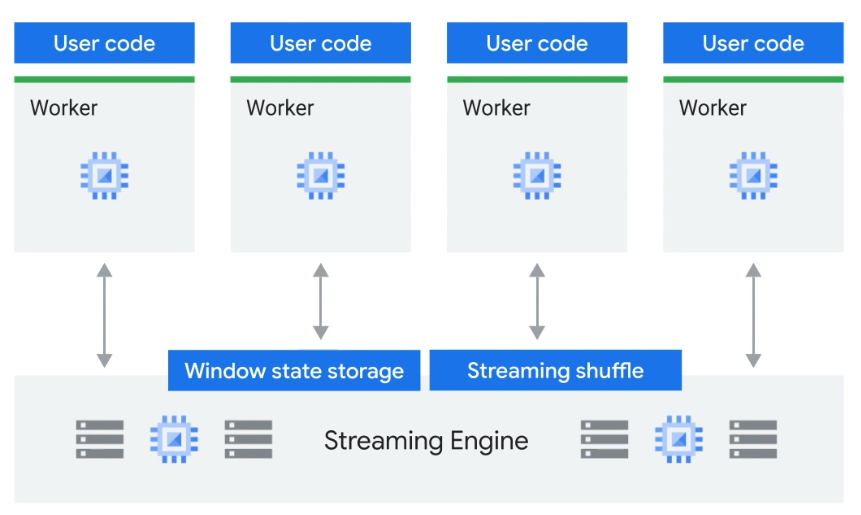 User code
User code
User code
User code
Worker
Worker
Worker
Worker
Window state storage
Streaming shuffle
Streaming Engine